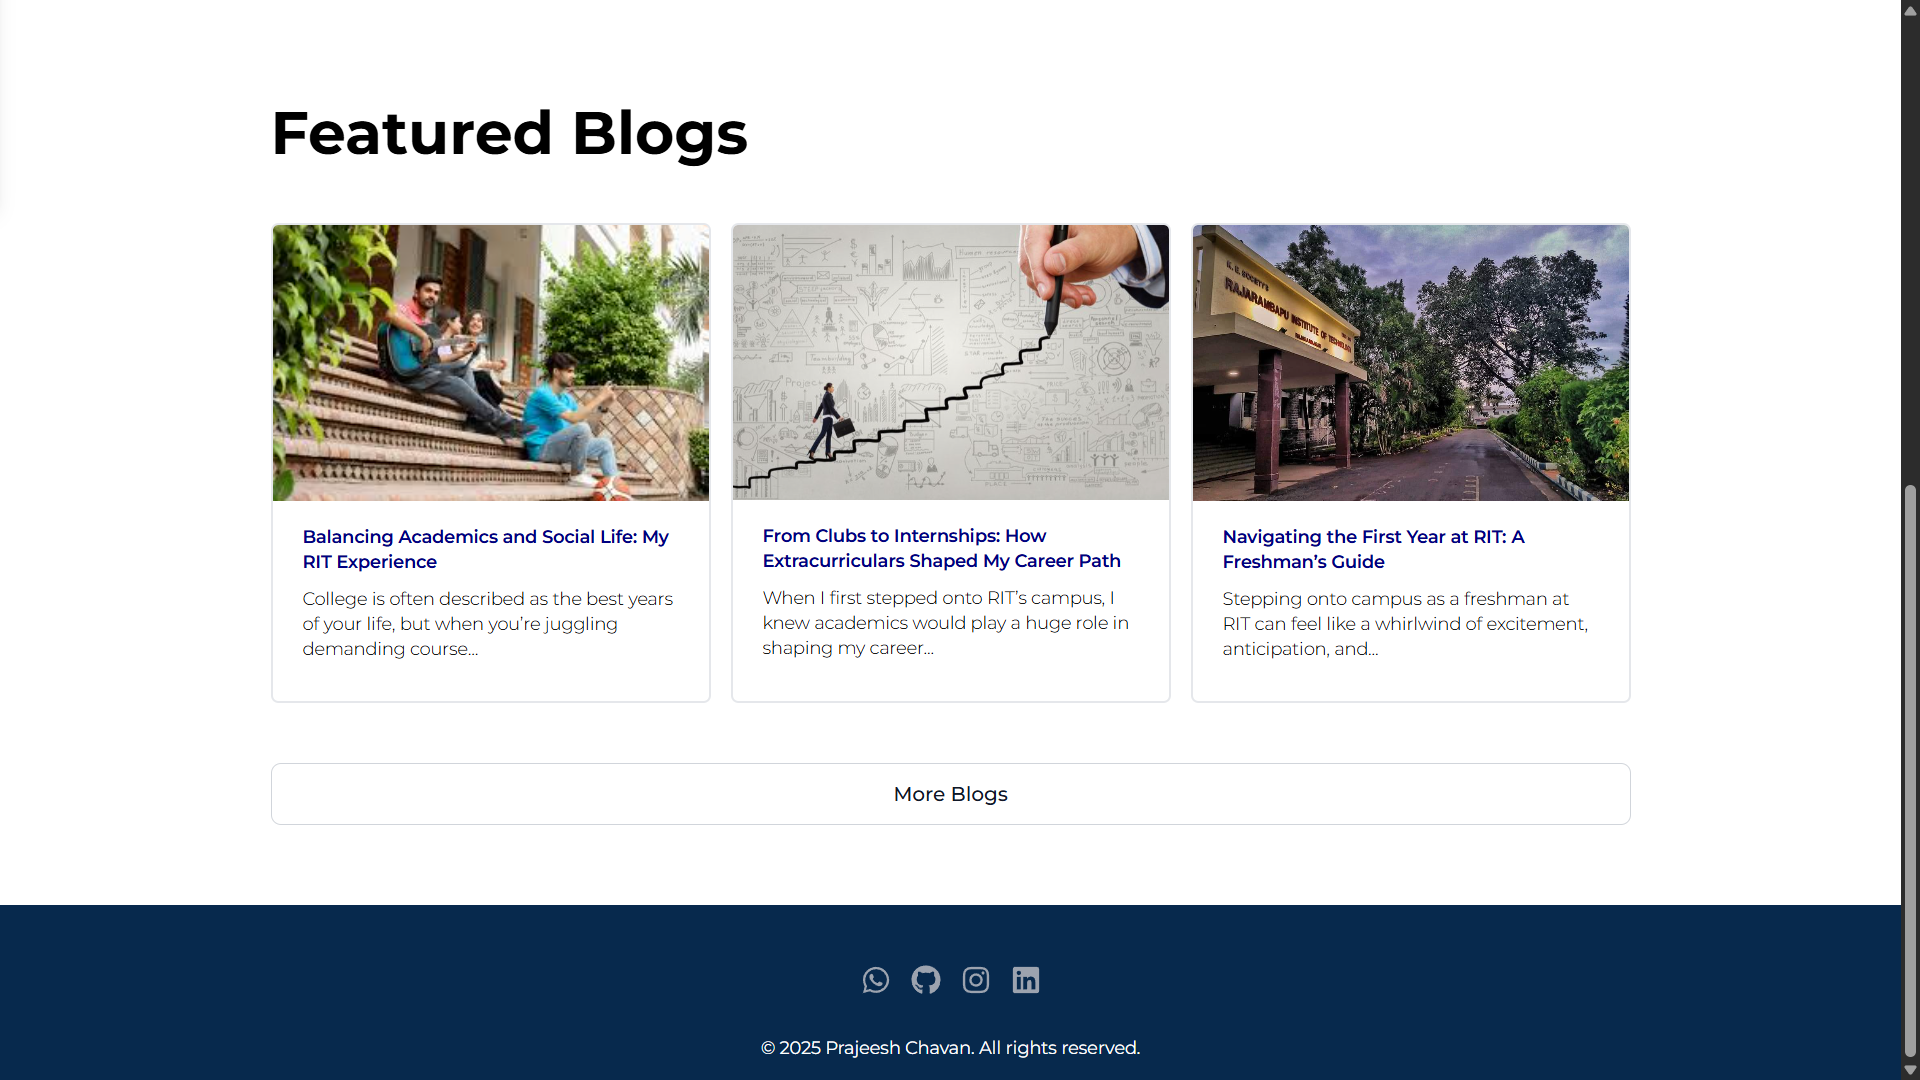 Featured Blogs
RAJARAMBAPU INSTITUTE OF TECHNOLOGY
Balancing Academics and Social Life: My
RIT Experience
College is often described as the best years
of your life, but when you’re juggling
demanding course...
From Clubs to Internships: How
Extracurriculars Shaped My Career Path
When I first stepped onto RIT’s campus, I
knew academics would play a huge role in
shaping my career...
Navigating the First Year at RIT: A
Freshman’s Guide
Stepping onto campus as a freshman at
RIT can feel like a whirlwind of excitement,
anticipation, and...
More Blogs
© 2025 Prajeesh Chavan. All rights reserved.